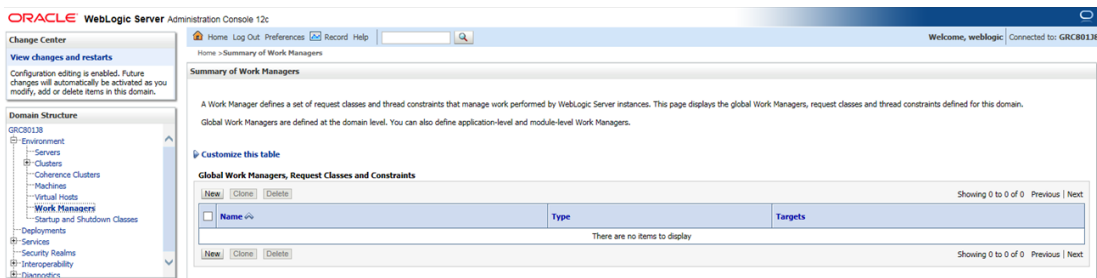 ORACLE WebLogic Server Administration Console 12c
Change Center
View changes and restarts
Configuration editing is enabled. Future
changes will automatically be activated as you
modify, add or delete items in this domain.
Domain Structure
GRC801J8
Environment
Servers
Clusters
Coherence Clusters
Machines
Virtual Hosts
Work Managers
Startup and Shutdown Classes
Deployments
Services
Security Realms
Interoperability
Diagnostics
Home Log Out Preferences Record Help
Welcome, weblogic Connected to: GRC801J8
Home >Summary of Work Managers
Summary of Work Managers
A Work Manager defines a set of request classes and thread constraints that manage work performed by WebLogic Server instances. This page displays the global Work Managers, request classes and thread constraints defined for this domain.
Global Work Managers are defined at the domain level. You can also define application-level and module-level Work Managers.
Customize this table
Global Work Managers, Request Classes and Constraints
New Clone Delete Showing 0 to 0 of 0 Previous | Next
Name Type Targets
There are no items to display
New Clone Delete Showing 0 to 0 of 0 Previous | Next